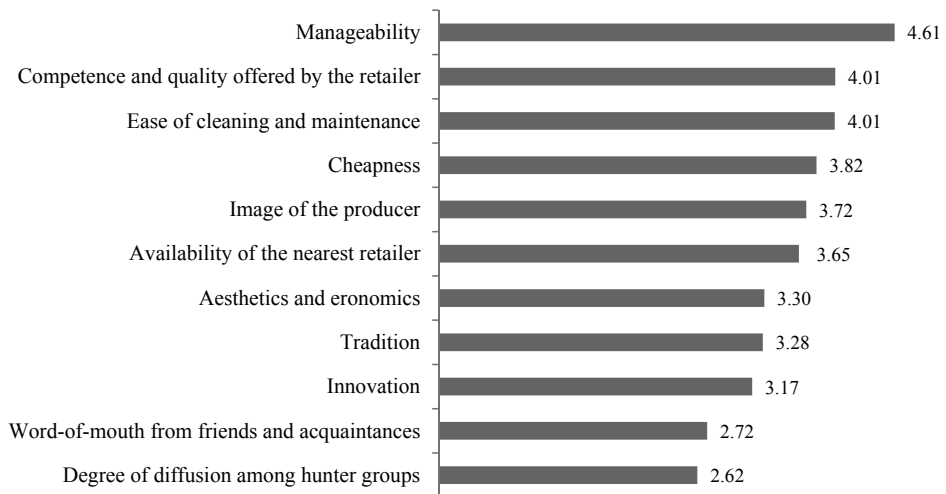 Manageability 4.61
Competence and quality offered by the retailer 4.01
Ease of cleaning and maintenance 4.01
Cheapness 3.82
Image of the producer 3.72
Availability of the nearest retailer 3.65
Aesthetics and eronomics 3.30
Tradition 3.28
Innovation 3.17
Word-of-mouth from friends and acquaintances 2.72
Degree of diffusion among hunter groups 2.62